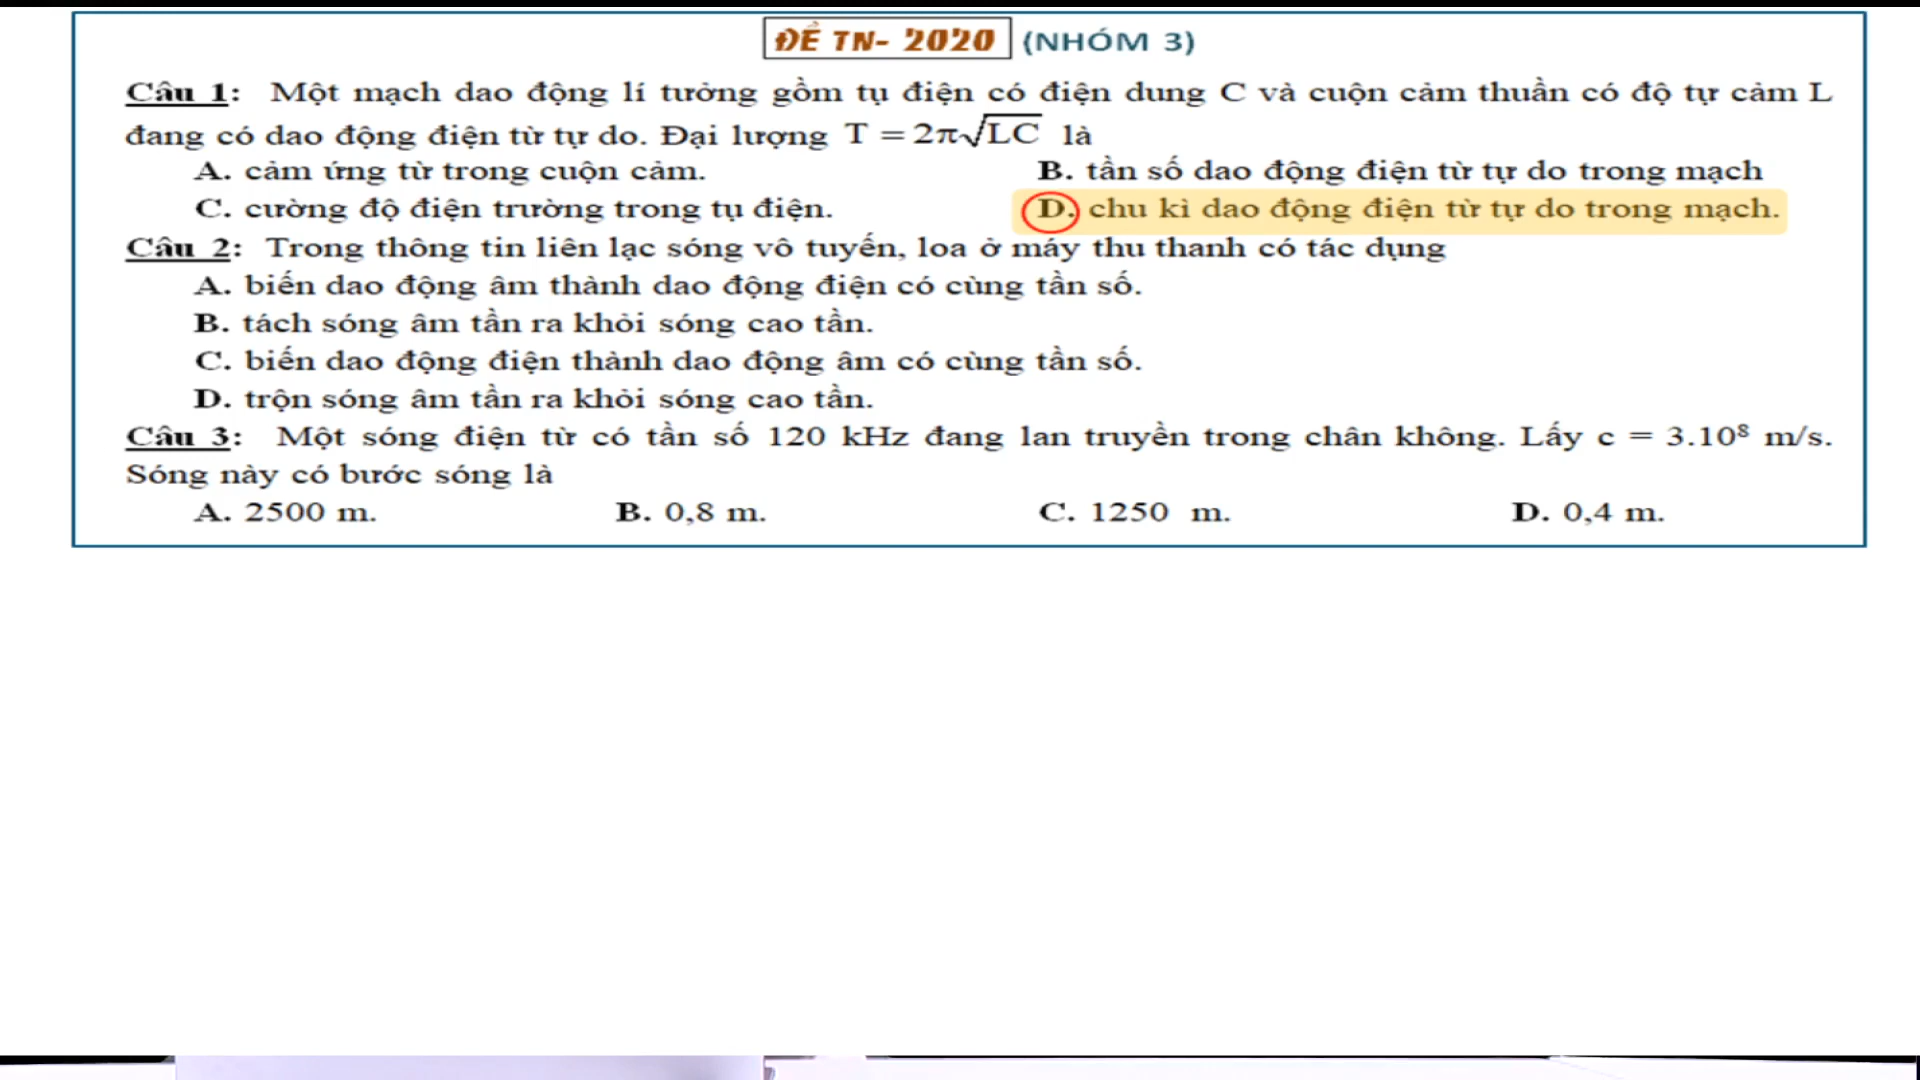 ĐỀ TN- 2020 (NHÓM 3)
Câu 1: Một mạch dao động lí tưởng gồm tụ điện có điện dung C và cuộn cảm thuần có độ tự cảm L
đang có dao động điện từ tự do. Đại lượng T = 2π√LC là
A. cảm ứng từ trong cuộn cảm. B. tần số dao động điện từ tự do trong mạch
C. cường độ điện trường trong tụ điện. D. chu kì dao động điện từ tự do trong mạch.
Câu 2: Trong thông tin liên lạc sóng vô tuyến, loa ở máy thu thanh có tác dụng
A. biến dao động âm thành dao động điện có cùng tần số.
B. tách sóng âm tần ra khỏi sóng cao tần.
C. biến dao động điện thành dao động âm có cùng tần số.
D. trộn sóng âm tần ra khỏi sóng cao tần.
Câu 3: Một sóng điện từ có tần số 120 kHz đang lan truyền trong chân không. Lấy c = 3.10⁸ m/s.
Sóng này có bước sóng là
A. 2500 m. B. 0,8 m. C. 1250 m. D. 0,4 m.